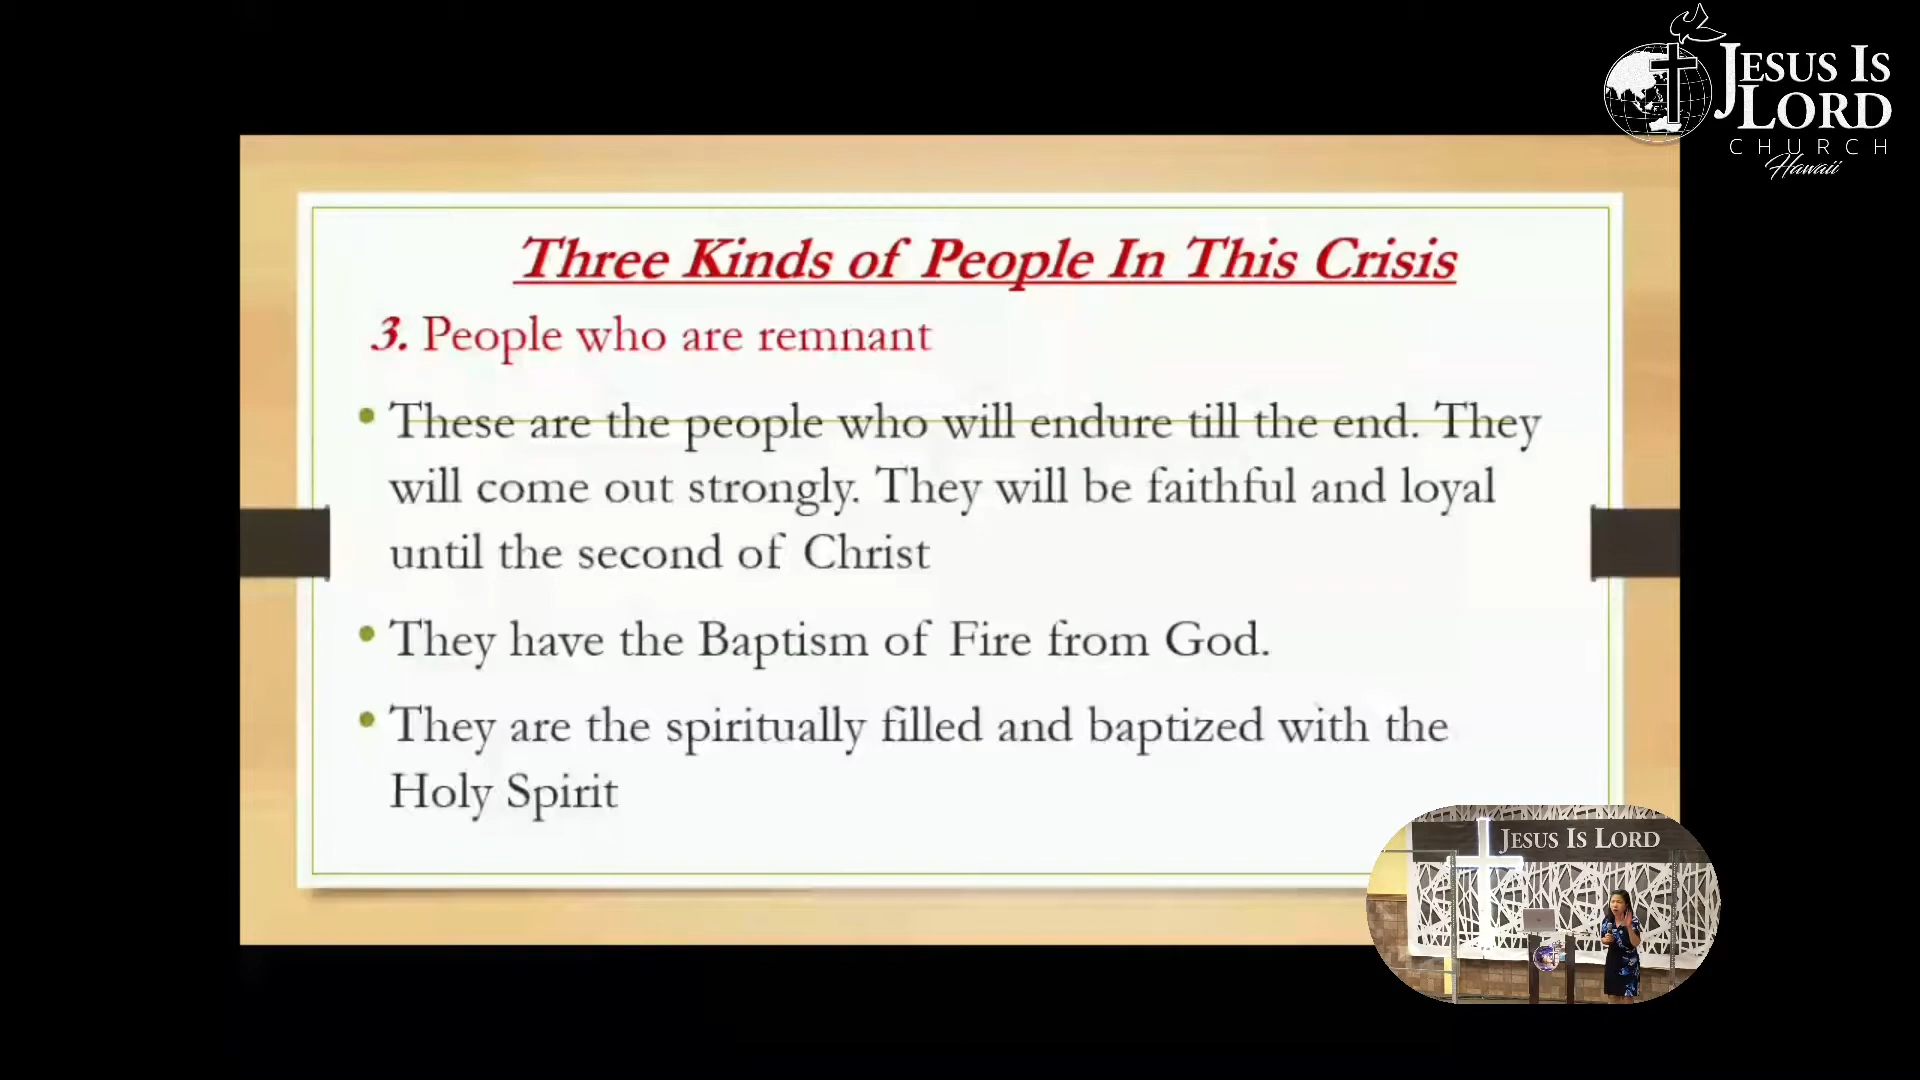 JESUS IS
LORD
CHURCH
Hawaii
Three Kinds of People In This Crisis
3. People who are remnant
• These are the people who will endure till the end. They
will come out strongly. They will be faithful and loyal
until the second of Christ
• They have the Baptism of Fire from God.
• They are the spiritually filled and baptized with the
Holy Spirit
JESUS IS LORD